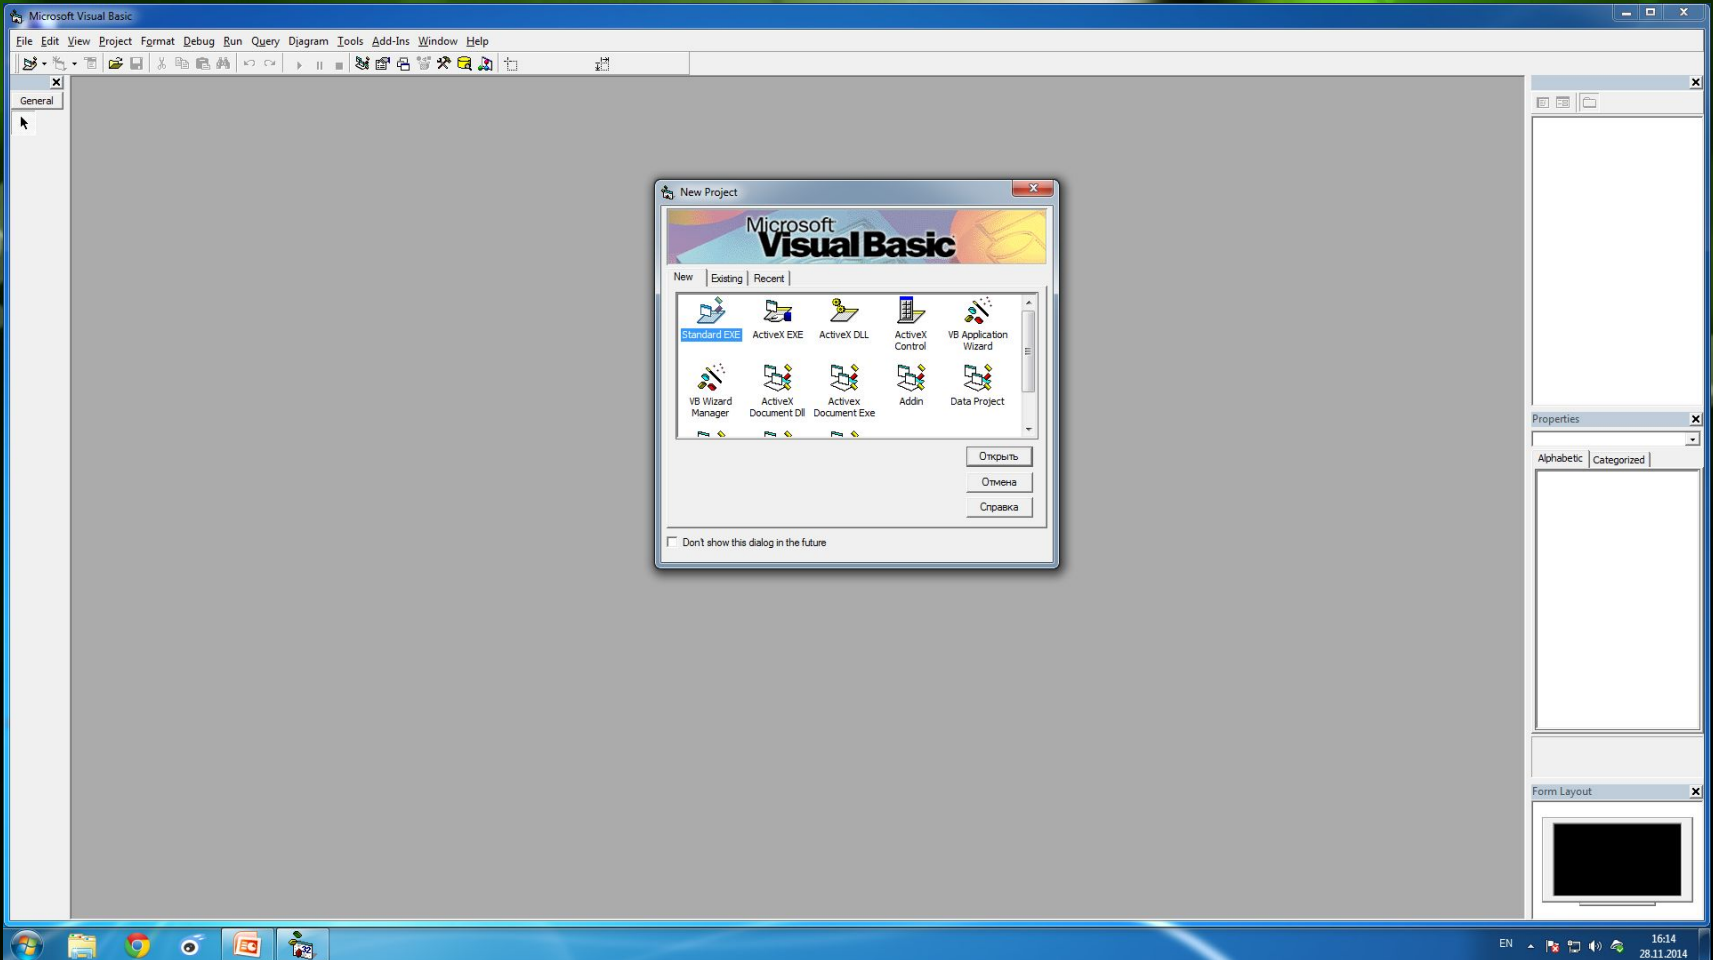 Microsoft Visual Basic
File Edit View Project Format Debug Run Query Diagram Tools Add-Ins Window Help
General
New Project
Microsoft
Visual Basic
New Existing Recent
Standard EXE ActiveX EXE ActiveX DLL ActiveX Control VB Application Wizard
VB Wizard Manager ActiveX Document Dll Activex Document Exe Addin Data Project
Открыть
Отмена
Справка
Don't show this dialog in the future
Properties
Alphabetic Categorized
Form Layout
EN
16:14
28.11.2014